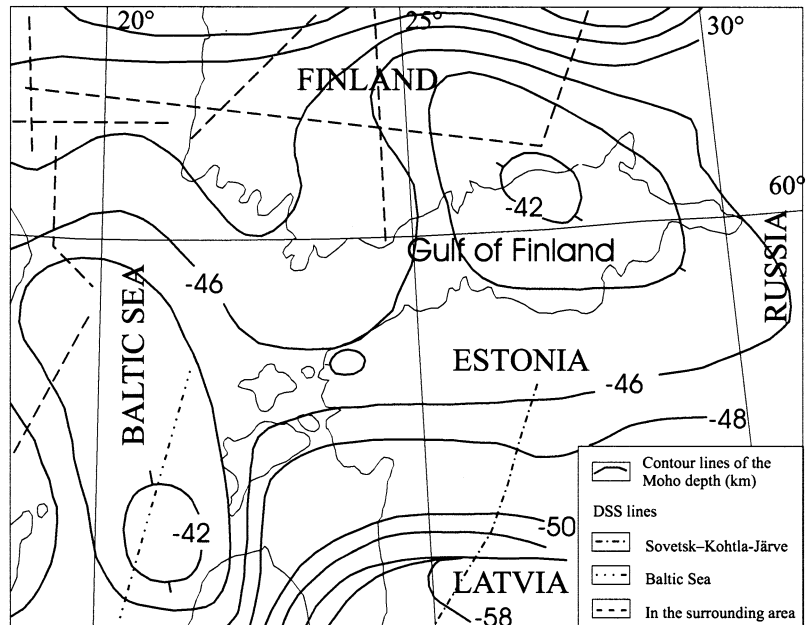 20°
25°
30°
FINLAND
60°
-42
Gulf of Finland
RUSSIA
-46
BALTIC SEA
ESTONIA
-46
-48
Contour lines of the
Moho depth (km)
DSS lines
-42
-50
Sovetsk–Kohtla-Järve
Baltic Sea
LATVIA
In the surrounding area
-58